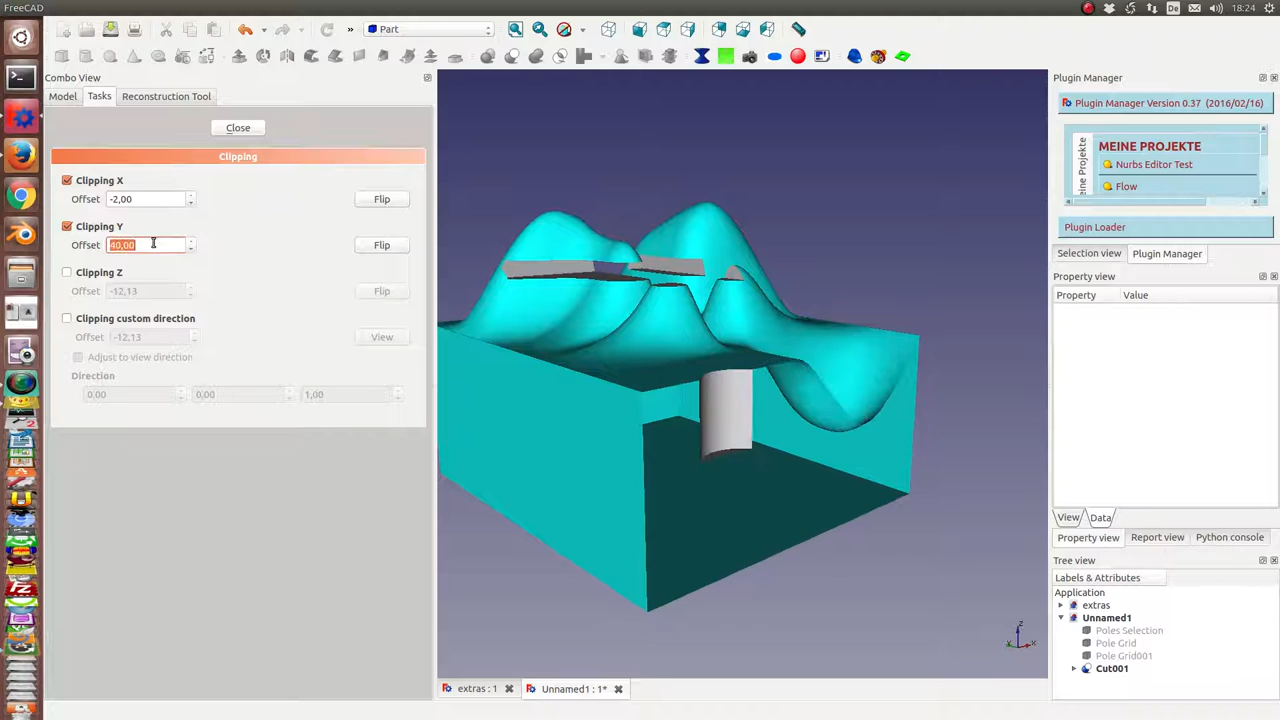 FreeCAD
De
18:24
Part
Combo View
Model
Tasks
Reconstruction Tool
Close
Clipping
Clipping X
Offset
-2,00
Flip
Clipping Y
Offset
40,00
Flip
Clipping Z
Offset
-12,13
Flip
Clipping custom direction
Offset
-12,13
View
Adjust to view direction
Direction
0,00
0,00
1,00
Z
extras : 1
Unnamed1 : 1*
Plugin Manager
Plugin Manager Version 0.37 (2016/02/16)
MEINE PROJEKTE
Nurbs Editor Test
Flow
Plugin Loader
Selection view
Plugin Manager
Property view
Property
Value
View
Data
Property view
Report view
Python console
Tree view
Labels & Attributes
Application
extras
Unnamed1
Poles Selection
Pole Grid
Pole Grid001
Cut001